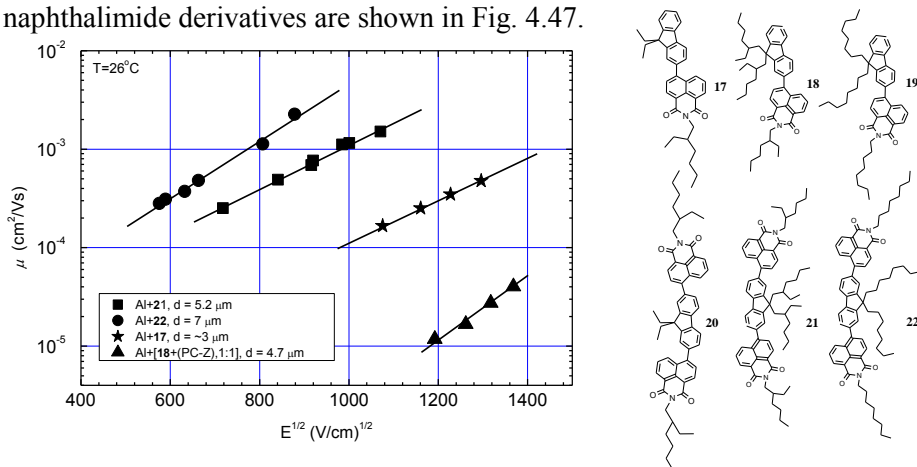 naphthalimide derivatives are shown in Fig. 4.47.
10⁻²
T=26°C
10⁻³
μ (cm²/Vs)
10⁻⁴
Al+21, d = 5.2 μm
Al+22, d = 7 μm
Al+17, d = ~3 μm
Al+[18+(PC-Z),1:1], d = 4.7 μm
10⁻⁵
400 600 800 1000 1200 1400
E^1/2 (V/cm)^1/2
17 18 19
O N O O N O O N O
O N O O N O O N O
20 21 22
O N O O N O O N O